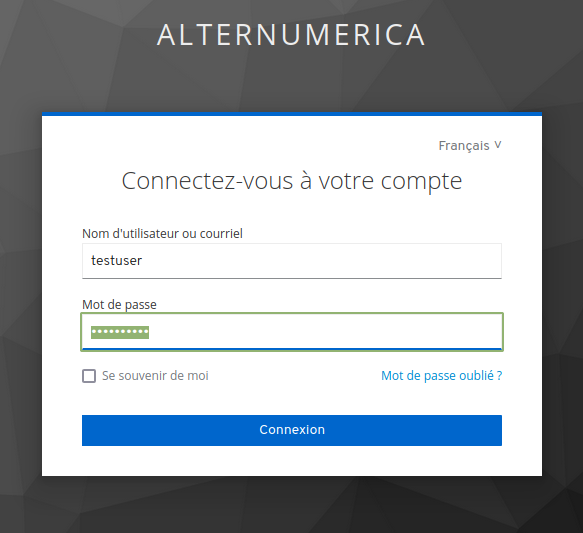 ALTERNUMERICA
Français
Connectez-vous à votre compte
Nom d'utilisateur ou courriel
testuser
Mot de passe
••••••••••
Se souvenir de moi
Mot de passe oublié ?
Connexion